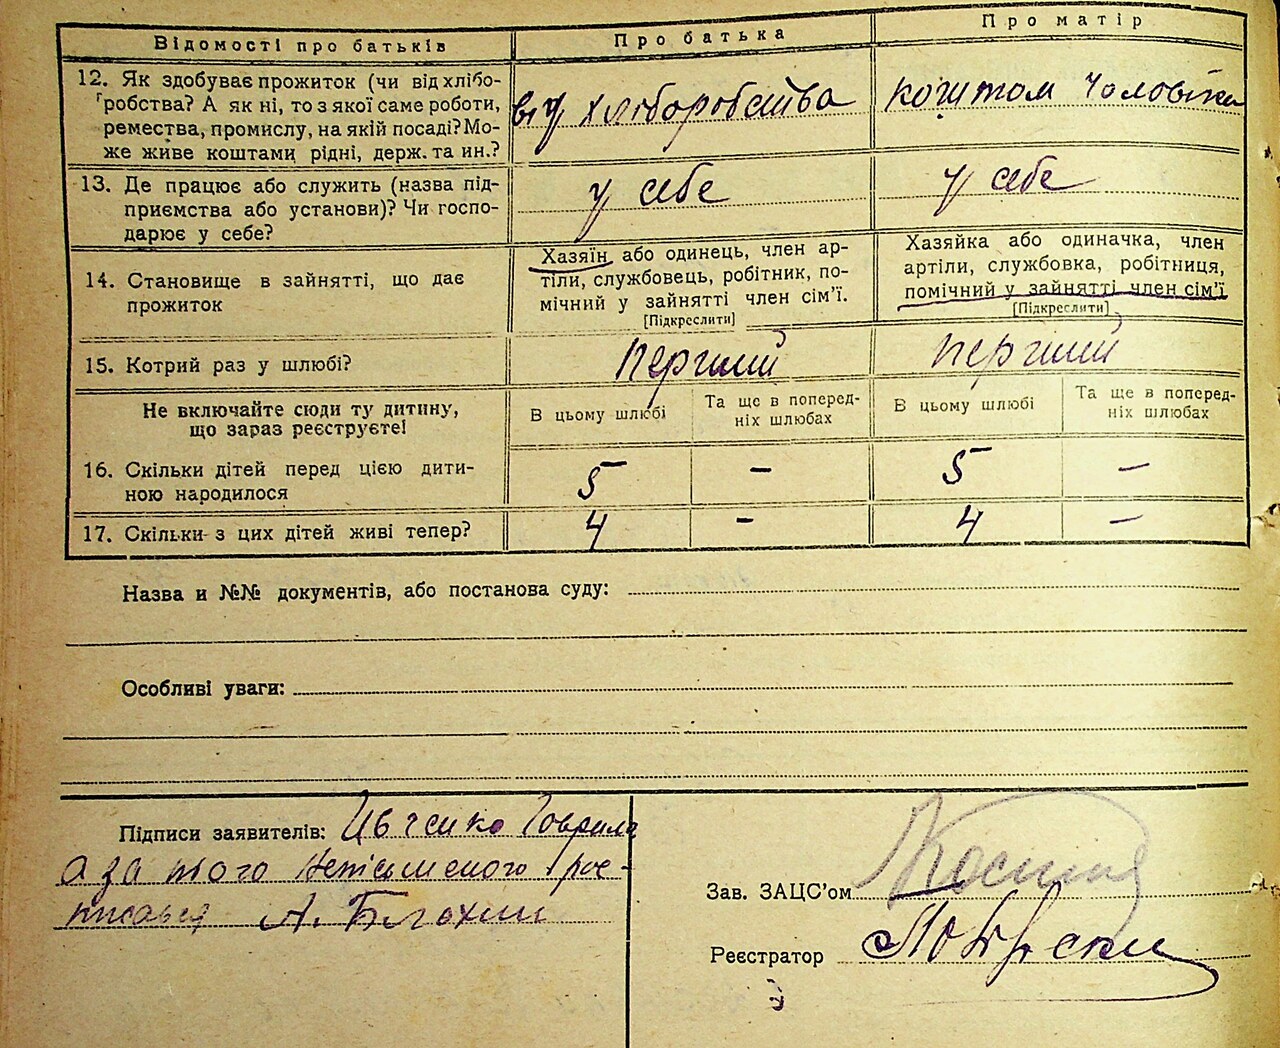 Відомості про батьків
Про батька
Про матір
12. Як здобуває прожиток (чи від хлібо-
робства? А як ні, то з якої саме роботи,
ремества, промислу, на якій посаді? Мо-
же живе коштами рідні, держ. та ин.?
від хліборобства
коштом чоловіка
13. Де працює або служить (назва під-
приємства або установи)? Чи госпо-
дарює у себе?
у себе
у себе
14. Становище в зайнятті, що дає
прожиток
Хазяїн або одинець, член ар-
тіли, службовець, робітник, по-
мічний у зайнятті член сім'ї.
[Підкреслити]
Хазяйка або одиначка, член
артіли, службовка, робітниця,
помічний у зайнятті член сім'ї
[Підкреслити]
15. Котрий раз у шлюбі?
перший
перший
Не включайте сюди ту дитину,
що зараз реєструєте!
В цьому шлюбі
Та ще в поперед-
ніх шлюбах
В цьому шлюбі
Та ще в поперед-
ніх шлюбах
16. Скільки дітей перед цією дити-
ною народилося
5
–
5
–
17. Скільки з цих дітей живі тепер?
4
–
4
–
Назва и №№ документів, або постанова суду:
Особливі уваги:
Підписи заявителів: Гаврило
а за його рос-
писався А. Блохин
Зав. ЗАЦС'ом
Реєстратор